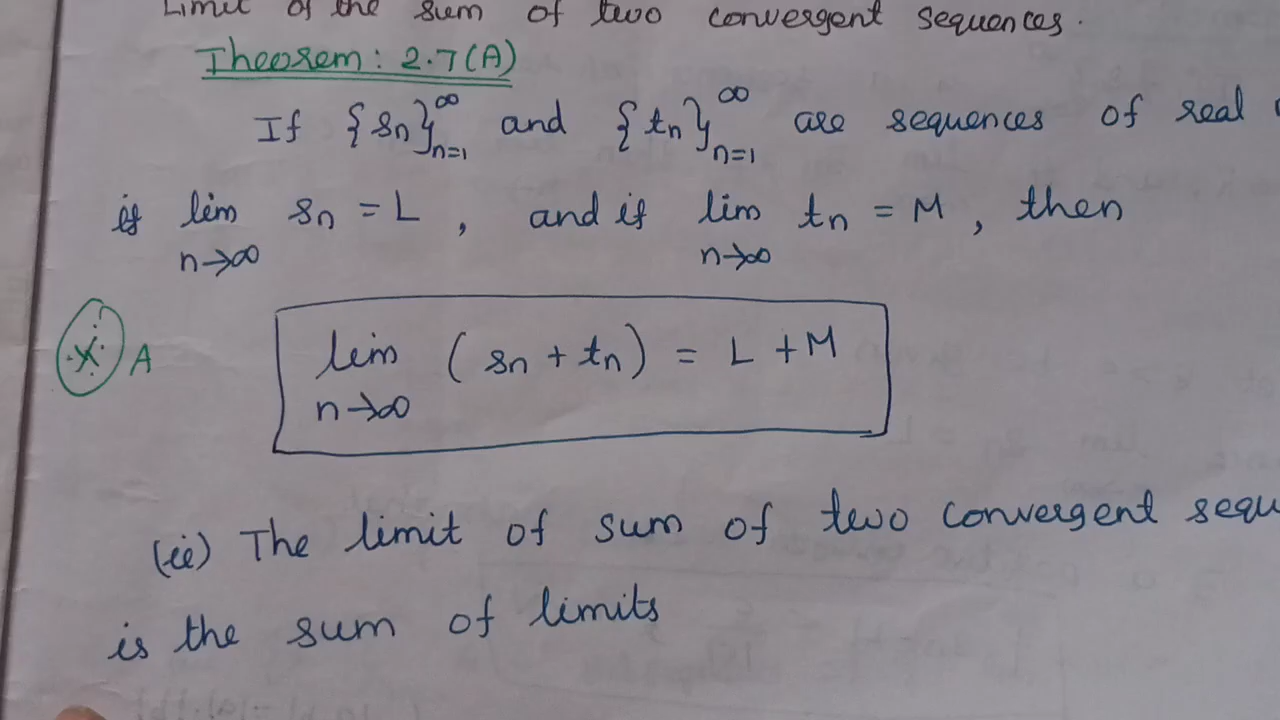 Limit of the sum of two convergent sequences.
Theorem: 2.7(A)
If {sn}∞n=1 and {tn}∞n=1 are sequences of real
if lim n→∞ sn = L, and if lim n→∞ tn = M, then
A
lim n→∞ (sn + tn) = L + M
(ie) The limit of sum of two convergent sequ
is the sum of limits